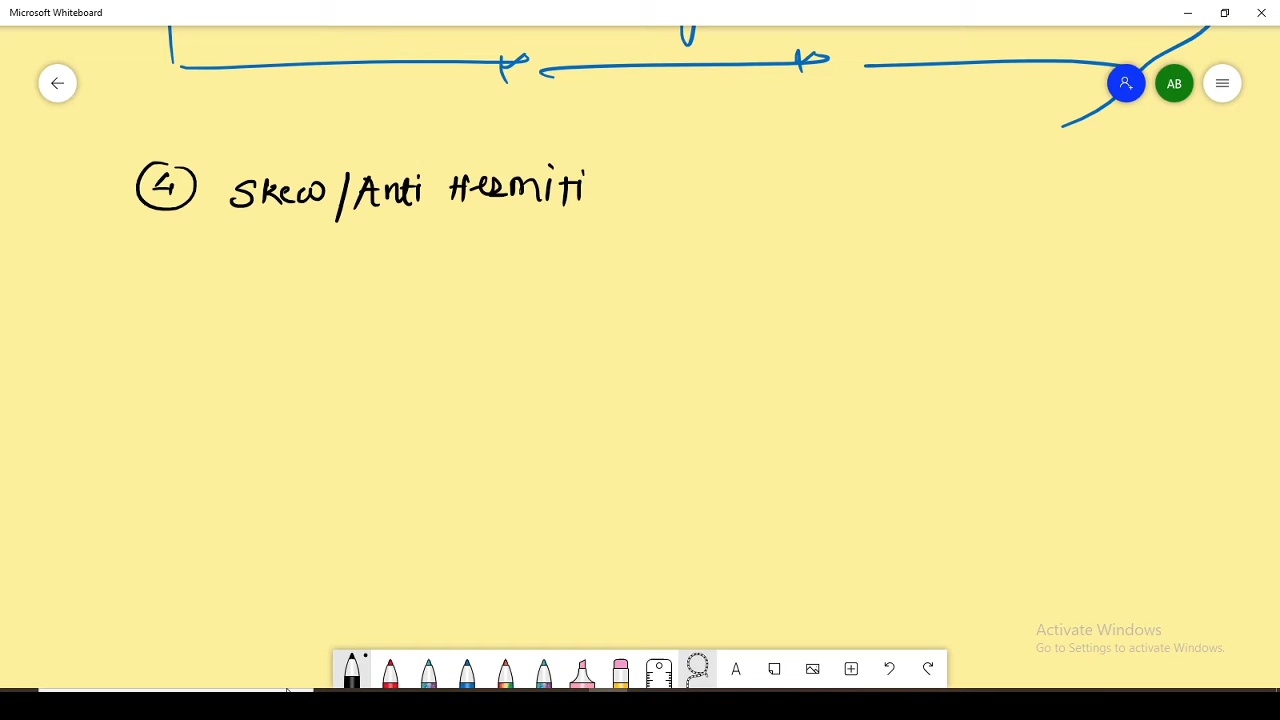 Microsoft Whiteboard
AB
4 Skew/Anti Hermiti
Activate Windows
Go to Settings to activate Windows.
A